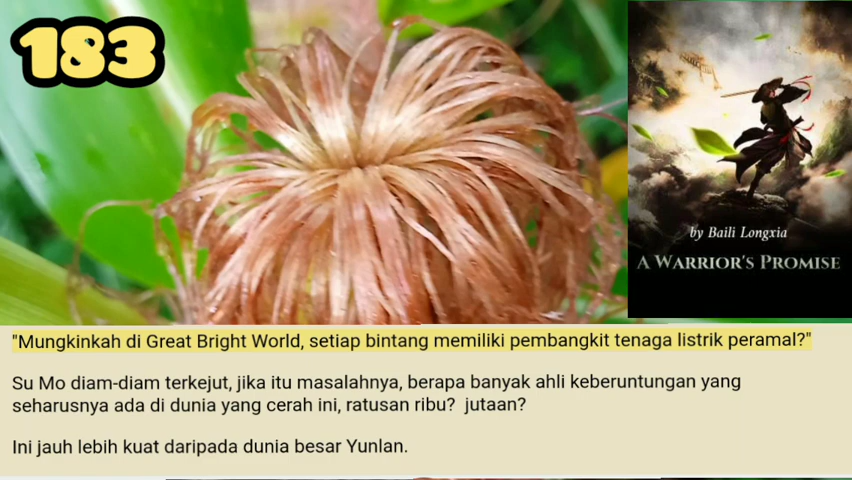 183
by Baili Longxia
A WARRIOR'S PROMISE
"Mungkinkah di Great Bright World, setiap bintang memiliki pembangkit tenaga listrik peramal?"
Su Mo diam-diam terkejut, jika itu masalahnya, berapa banyak ahli keberuntungan yang
seharusnya ada di dunia yang cerah ini, ratusan ribu?  jutaan?
Ini jauh lebih kuat daripada dunia besar Yunlan.